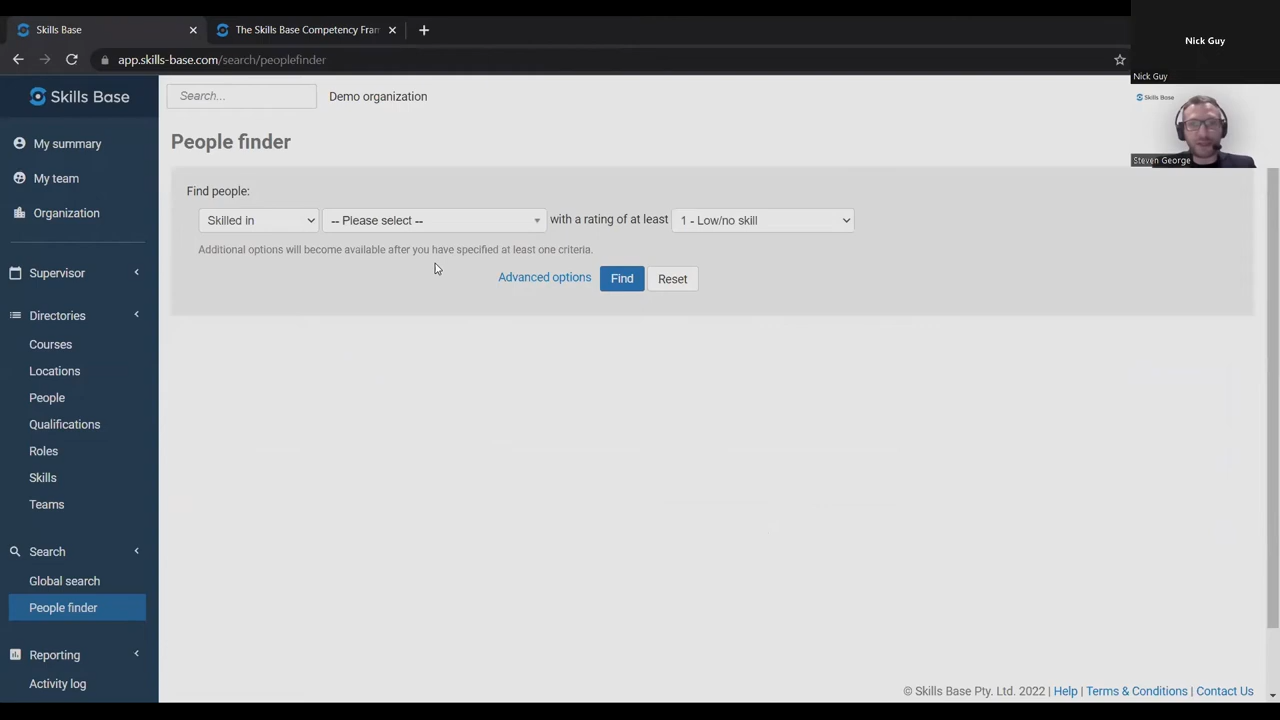 Skills Base
The Skills Base Competency Fram
app.skills-base.com/search/peoplefinder
Nick Guy
Nick Guy
Skills Base
Steven George
Skills Base
Search...
Demo organization
My summary
My team
Organization
Supervisor
Directories
Courses
Locations
People
Qualifications
Roles
Skills
Teams
Search
Global search
People finder
Reporting
Activity log
People finder
Find people:
Skilled in -- Please select -- with a rating of at least 1 - Low/no skill
Additional options will become available after you have specified at least one criteria.
Advanced options Find Reset
© Skills Base Pty. Ltd. 2022 | Help | Terms & Conditions | Contact Us